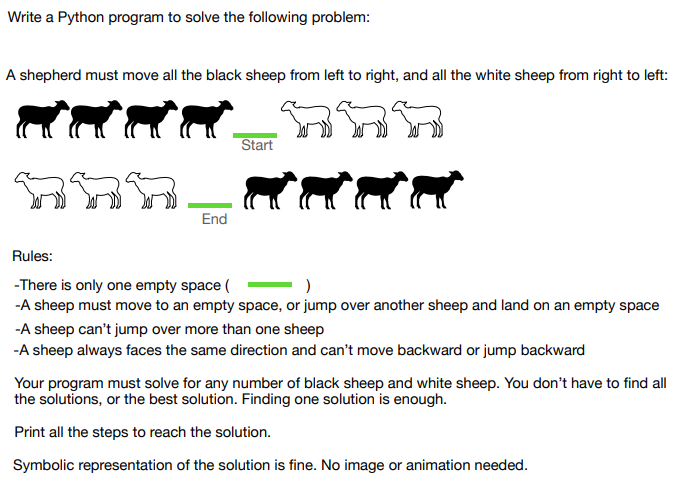 Write a Python program to solve the following problem:
A shepherd must move all the black sheep from left to right, and all the white sheep from right to left:
Start
End
Rules:
-There is only one empty space ( )
-A sheep must move to an empty space, or jump over another sheep and land on an empty space
-A sheep can’t jump over more than one sheep
-A sheep always faces the same direction and can’t move backward or jump backward
Your program must solve for any number of black sheep and white sheep. You don’t have to find all
the solutions, or the best solution. Finding one solution is enough.
Print all the steps to reach the solution.
Symbolic representation of the solution is fine. No image or animation needed.